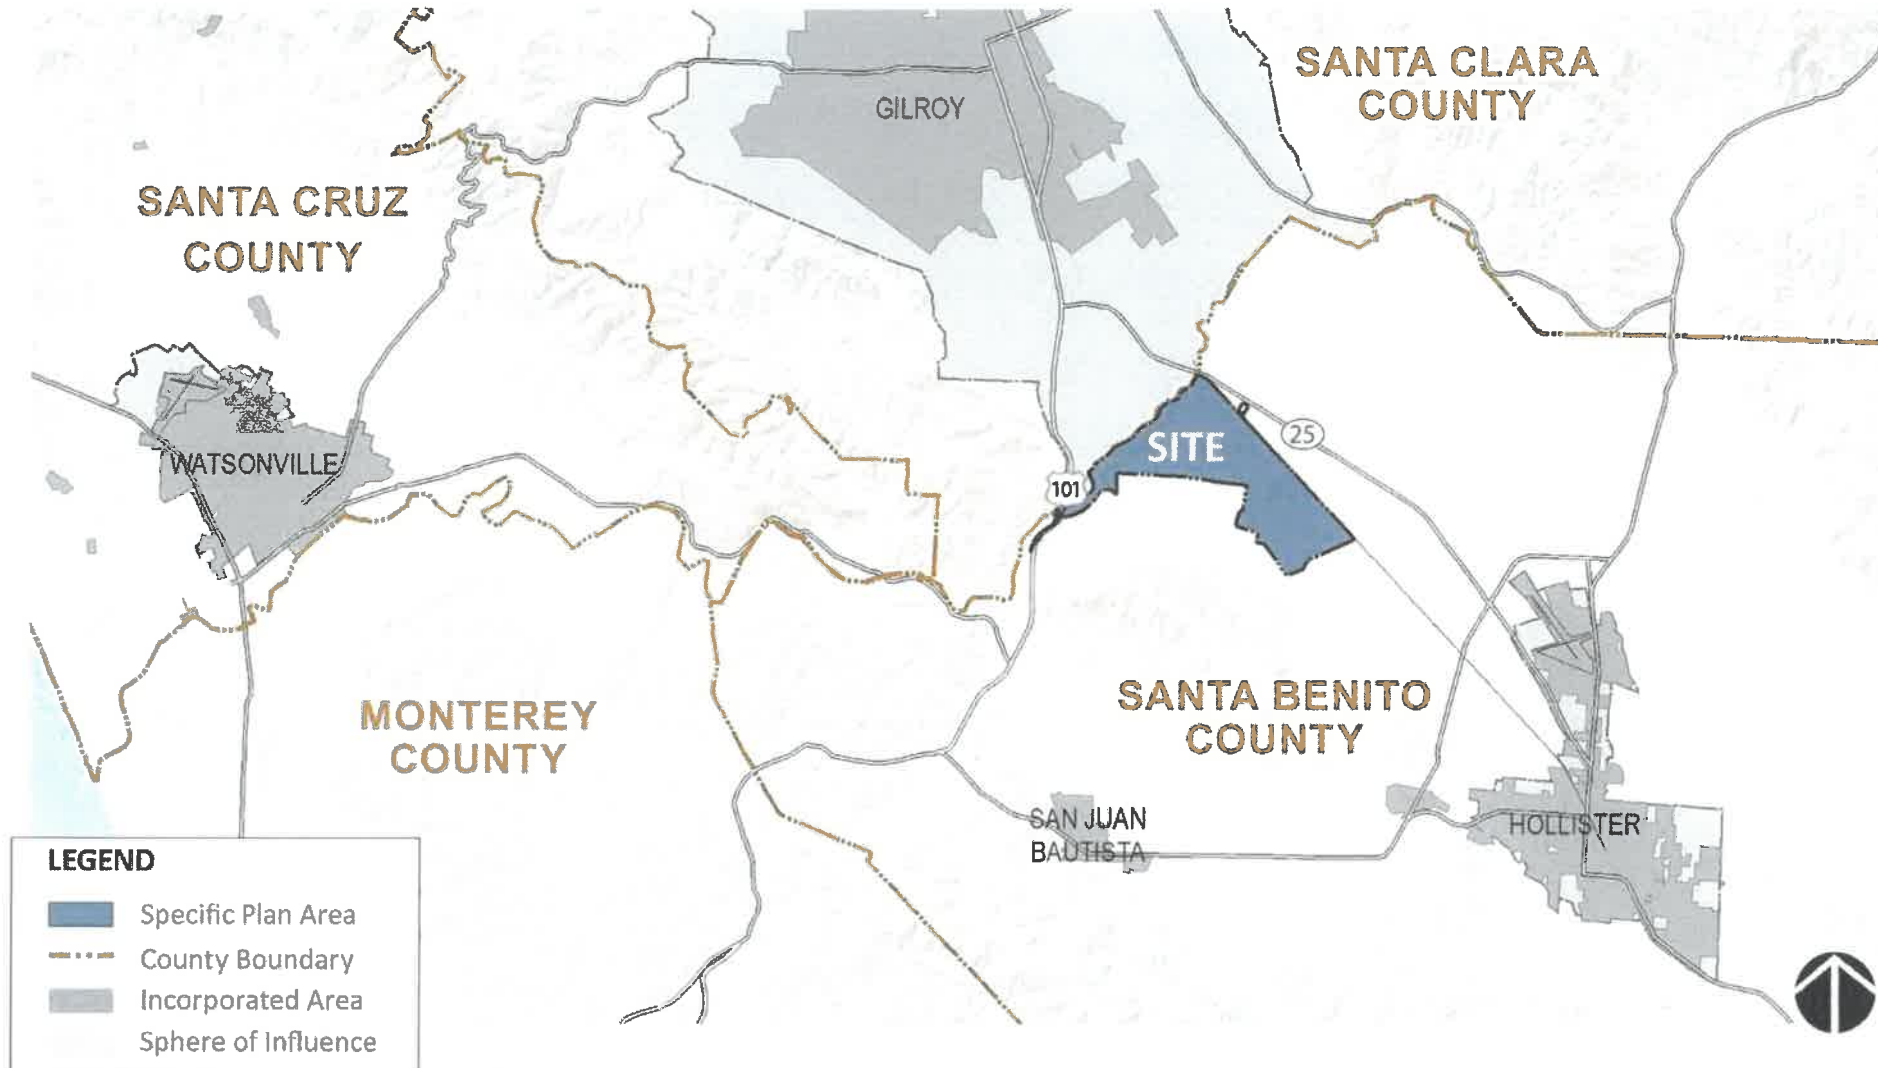 SANTA CLARA
COUNTY
GILROY
SANTA CRUZ
COUNTY
SITE
25
WATSONVILLE
101
SANTA BENITO
COUNTY
MONTEREY
COUNTY
SAN JUAN
BAUTISTA
HOLLISTER
LEGEND
Specific Plan Area
County Boundary
Incorporated Area
Sphere of Influence